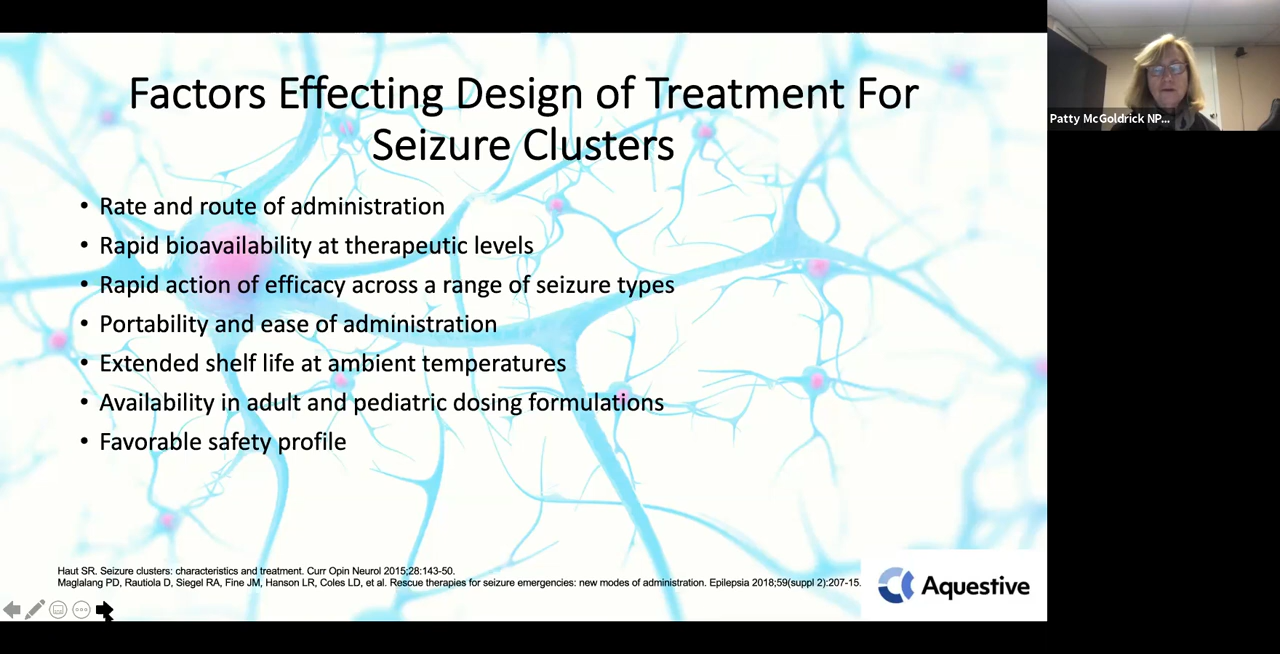 Factors Effecting Design of Treatment For
Seizure Clusters
• Rate and route of administration
• Rapid bioavailability at therapeutic levels
• Rapid action of efficacy across a range of seizure types
• Portability and ease of administration
• Extended shelf life at ambient temperatures
• Availability in adult and pediatric dosing formulations
• Favorable safety profile
Haut SR. Seizure clusters: characteristics and treatment. Curr Opin Neurol 2015;28:143-50.
Maglalang PD, Rautiola D, Siegel RA, Fine JM, Hanson LR, Coles LD, et al. Rescue therapies for seizure emergencies: new modes of administration. Epilepsia 2018;59(suppl 2):207-15.
Aquestive
Patty McGoldrick NP...